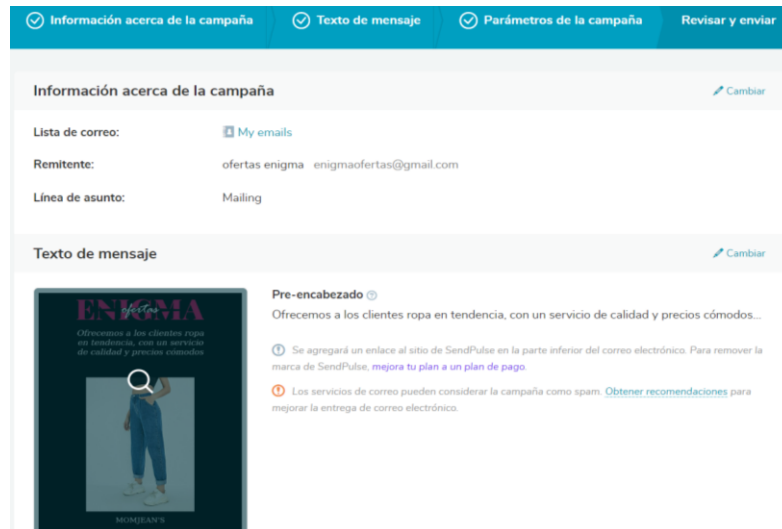 Información acerca de la campaña
Texto de mensaje
Parámetros de la campaña
Revisar y enviar
Información acerca de la campaña
Cambiar
Lista de correo:
My emails
Remitente:
ofertas enigma enigmaofertas@gmail.com
Línea de asunto:
Mailing
Texto de mensaje
Cambiar
ENIGMA
ofertas
Ofrecemos a los clientes ropa
en tendencia, con un servicio
de calidad y precios cómodos
MOMJEAN'S
Pre-encabezado
Ofrecemos a los clientes ropa en tendencia, con un servicio de calidad y precios cómodos...
Se agregará un enlace al sitio de SendPulse en la parte inferior del correo electrónico. Para remover la
marca de SendPulse, mejora tu plan a un plan de pago.
Los servicios de correo pueden considerar la campaña como spam. Obtener recomendaciones para
mejorar la entrega de correo electrónico.